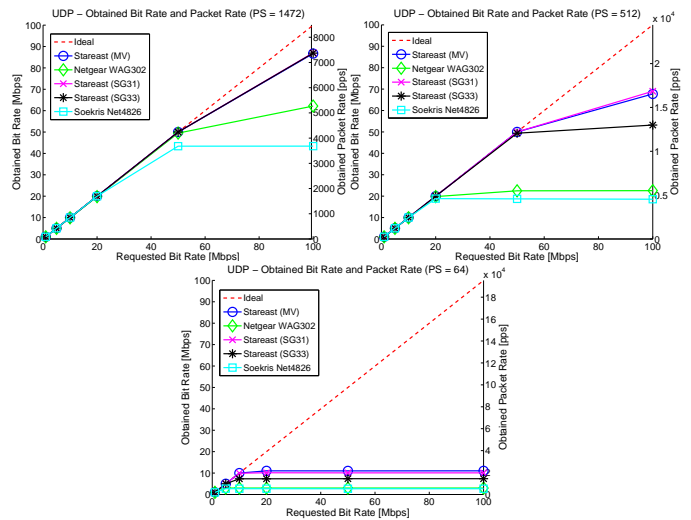 UDP – Obtained Bit Rate and Packet Rate (PS = 1472)
100
90
80
70
60
50
40
30
20
10
0
Obtained Bit Rate [Mbps]
Ideal
Stareast (MV)
Netgear WAG302
Stareast (SG31)
Stareast (SG33)
Soekris Net4826
8000
7000
6000
5000
4000
3000
2000
1000
0
Obtained Packet Rate [pps]
0 20 40 60 80 100
Requested Bit Rate [Mbps]
UDP – Obtained Bit Rate and Packet Rate (PS = 512)
x 10^4
100
90
80
70
60
50
40
30
20
10
0
Obtained Bit Rate [Mbps]
Ideal
Stareast (MV)
Netgear WAG302
Stareast (SG31)
Stareast (SG33)
Soekris Net4826
2
1.5
1
0.5
0
Obtained Packet Rate [pps]
0 20 40 60 80 100
Requested Bit Rate [Mbps]
UDP – Obtained Bit Rate and Packet Rate (PS = 64)
x 10^4
100
90
80
70
60
50
40
30
20
10
0
Obtained Bit Rate [Mbps]
Ideal
Stareast (MV)
Netgear WAG302
Stareast (SG31)
Stareast (SG33)
Soekris Net4826
18
16
14
12
10
8
6
4
2
0
Obtained Packet Rate [pps]
0 20 40 60 80 100
Requested Bit Rate [Mbps]